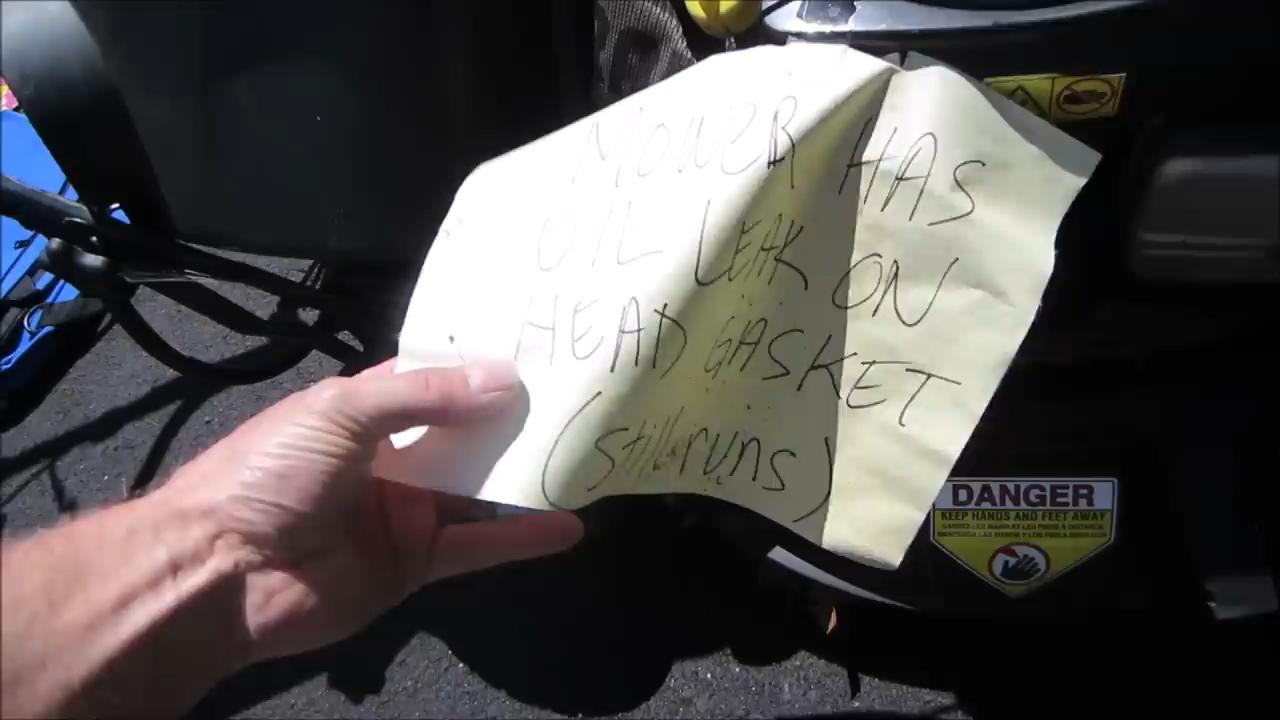 MOWER HAS
OIL LEAK ON
HEAD GASKET
(still runs)
DANGER
KEEP HANDS AND FEET AWAY